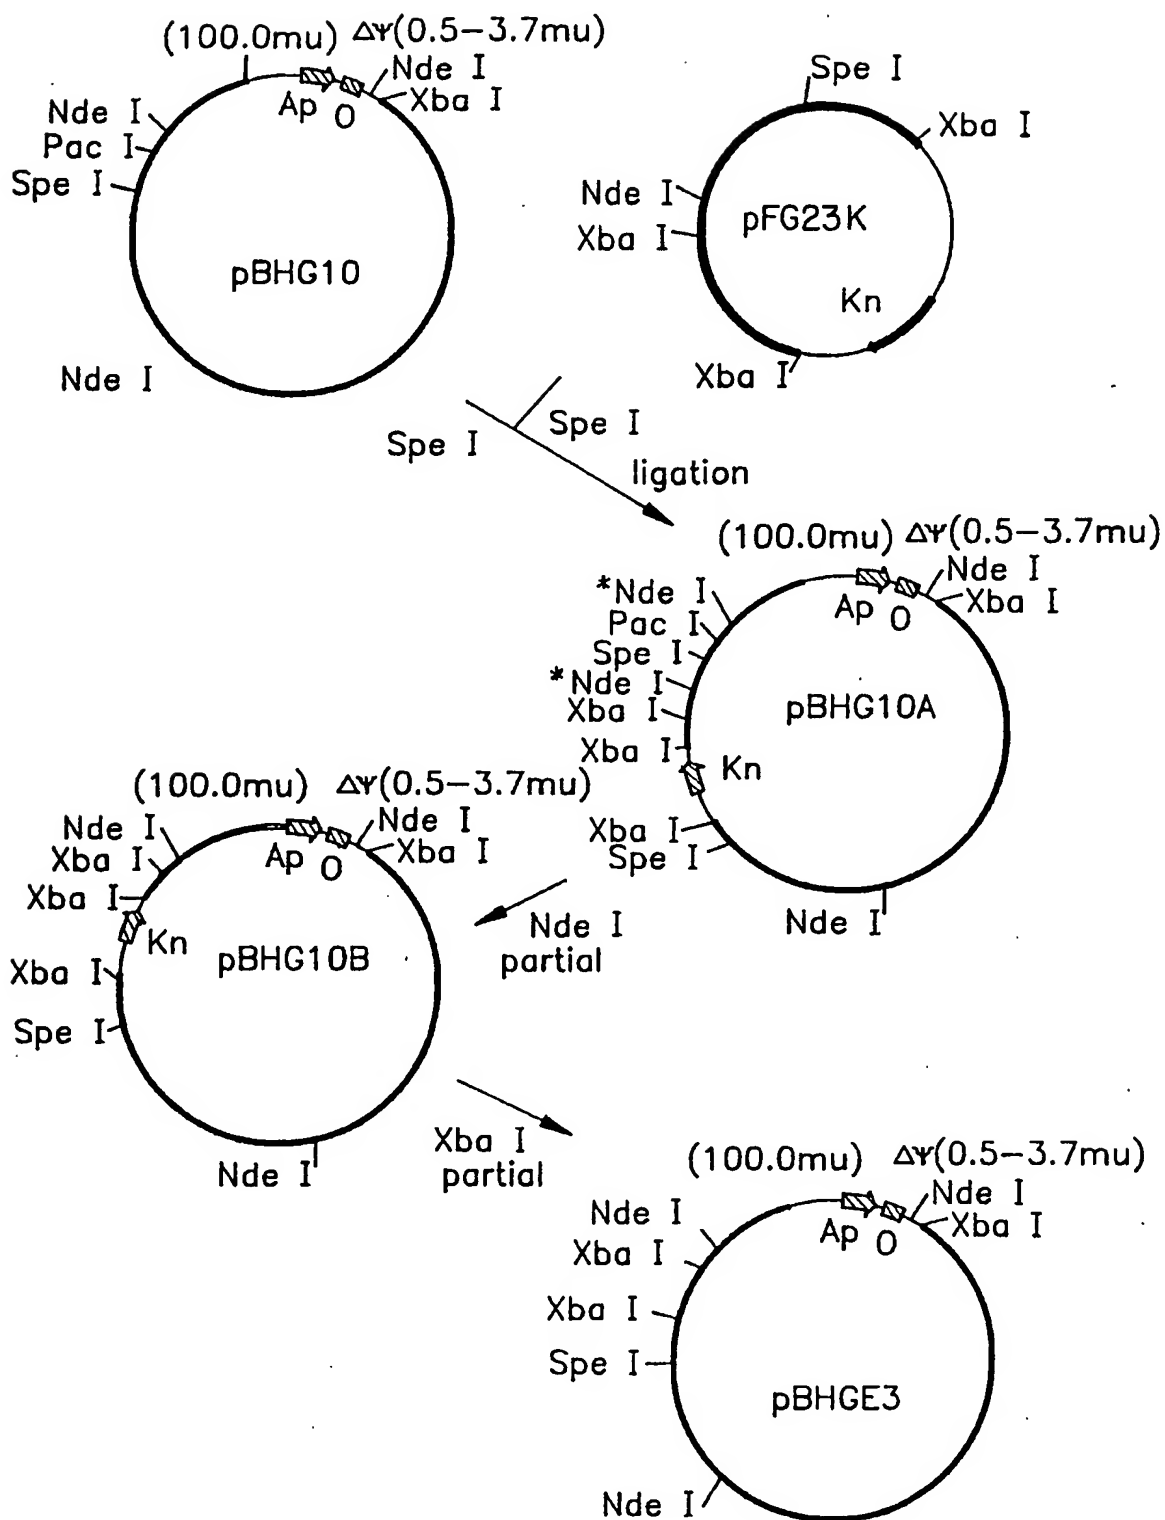 (100.0mu) ΔΨ(0.5-3.7mu)
Nde I
Xba I
Ap O
Nde I
Pac I
Spe I
pBHG10
Nde I
Spe I
Xba I
Nde I
Xba I
pFG23K
Kn
Xba I
Spe I
Spe I
ligation
(100.0mu) ΔΨ(0.5-3.7mu)
Nde I
Xba I
Ap O
*Nde I
Pac I
Spe I
*Nde I
Xba I
Xba I
Kn
pBHG10A
Xba I
Spe I
Nde I
Nde I
partial
(100.0mu) ΔΨ(0.5-3.7mu)
Nde I
Xba I
Ap O
Nde I
Xba I
Xba I
Kn
pBHG10B
Xba I
Spe I
Nde I
Xba I
partial
(100.0mu) ΔΨ(0.5-3.7mu)
Nde I
Xba I
Ap O
Nde I
Xba I
Xba I
Spe I
pBHGE3
Nde I